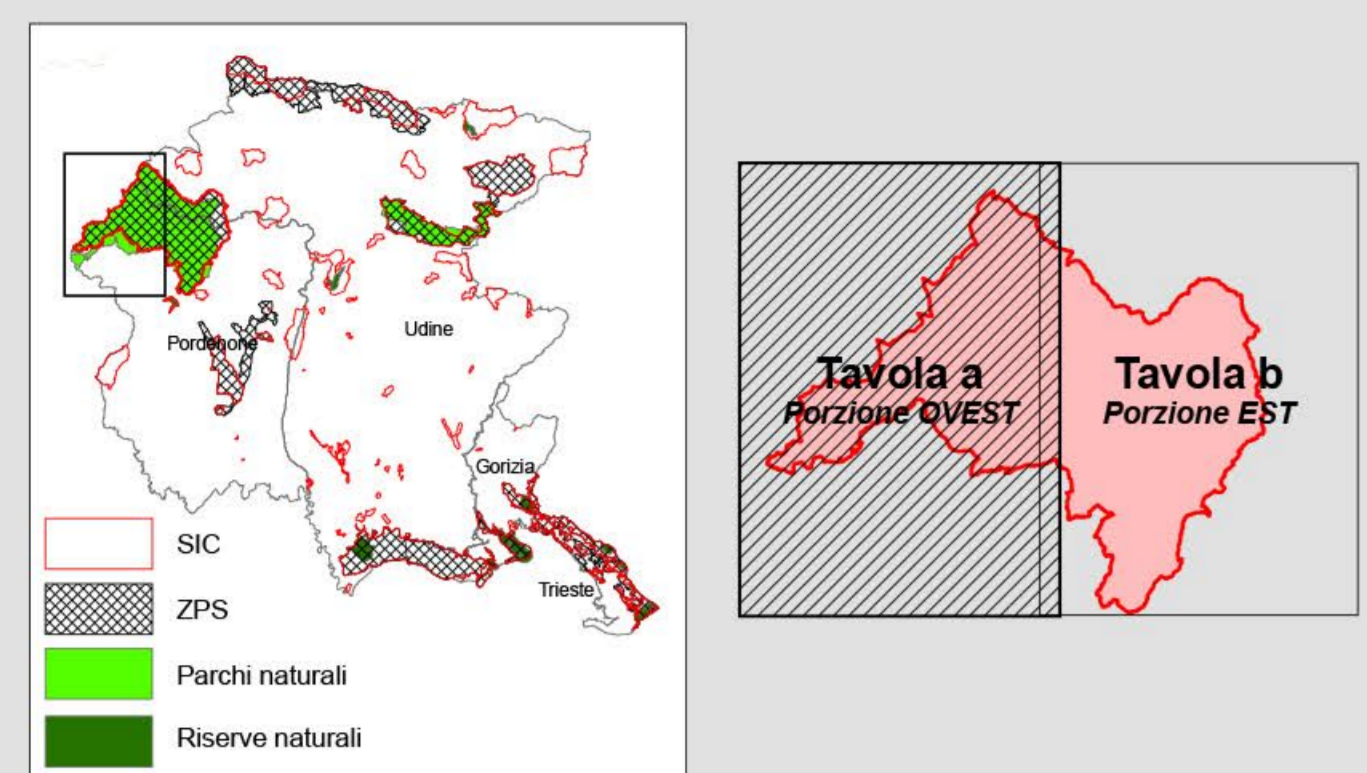 Udine
Pordenone
Gorizia
Trieste
SIC
ZPS
Parchi naturali
Riserve naturali
Tavola a
Porzione OVEST
Tavola b
Porzione EST